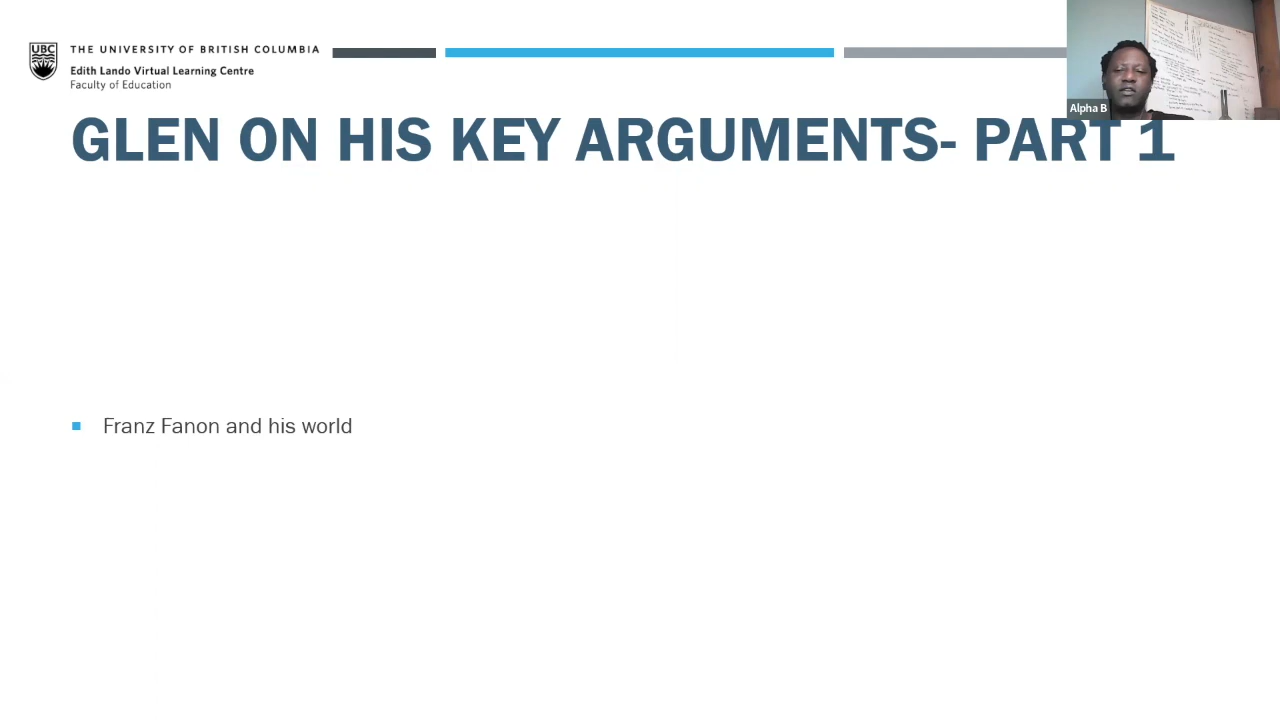 UBC
THE UNIVERSITY OF BRITISH COLUMBIA
Edith Lando Virtual Learning Centre
Faculty of Education
Alpha B
GLEN ON HIS KEY ARGUMENTS- PART 1
Franz Fanon and his world